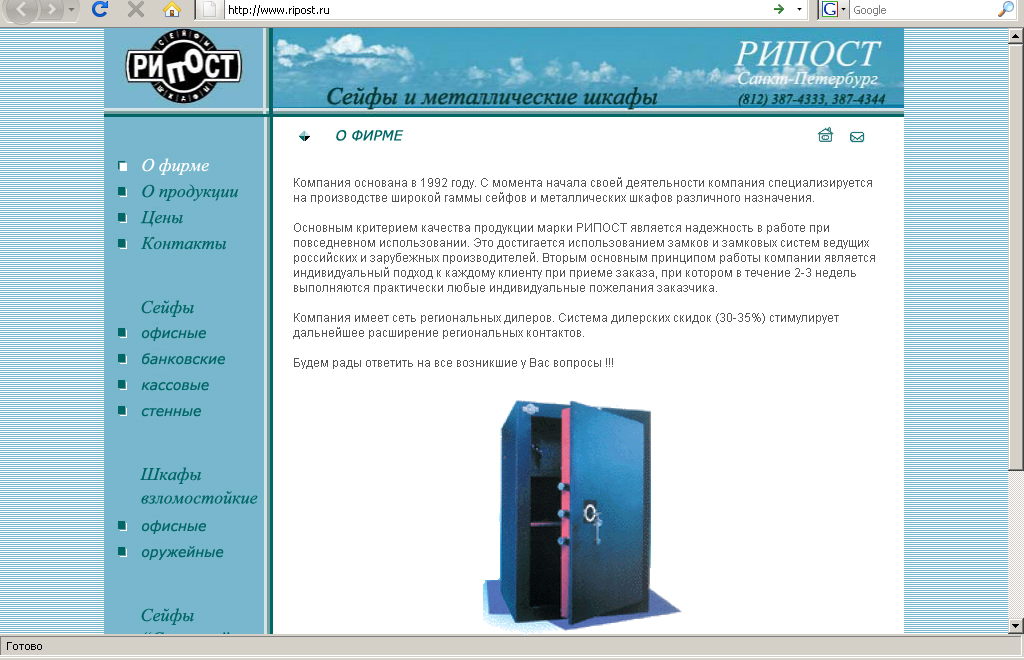 http://www.ripost.ru
Google
СЕЙФЫ
РИПОСТ
ШКАФЫ
РИПОСТ
Санкт-Петербург
Сейфы и металлические шкафы
(812) 387-4333, 387-4344
О ФИРМЕ
О фирме
О продукции
Цены
Контакты
Сейфы
офисные
банковские
кассовые
стенные
Шкафы
взломостойкие
офисные
оружейные
Сейфы
Компания основана в 1992 году. С момента начала своей деятельности компания специализируется
на производстве широкой гаммы сейфов и металлических шкафов различного назначения.
Основным критерием качества продукции марки РИПОСТ является надежность в работе при
повседневном использовании. Это достигается использованием замков и замковых систем ведущих
российских и зарубежных производителей. Вторым основным принципом работы компании является
индивидуальный подход к каждому клиенту при приеме заказа, при котором в течение 2-3 недель
выполняются практически любые индивидуальные пожелания заказчика.
Компания имеет сеть региональных дилеров. Система дилерских скидок (30-35%) стимулирует
дальнейшее расширение региональных контактов.
Будем рады ответить на все возникшие у Вас вопросы !!!
Готово